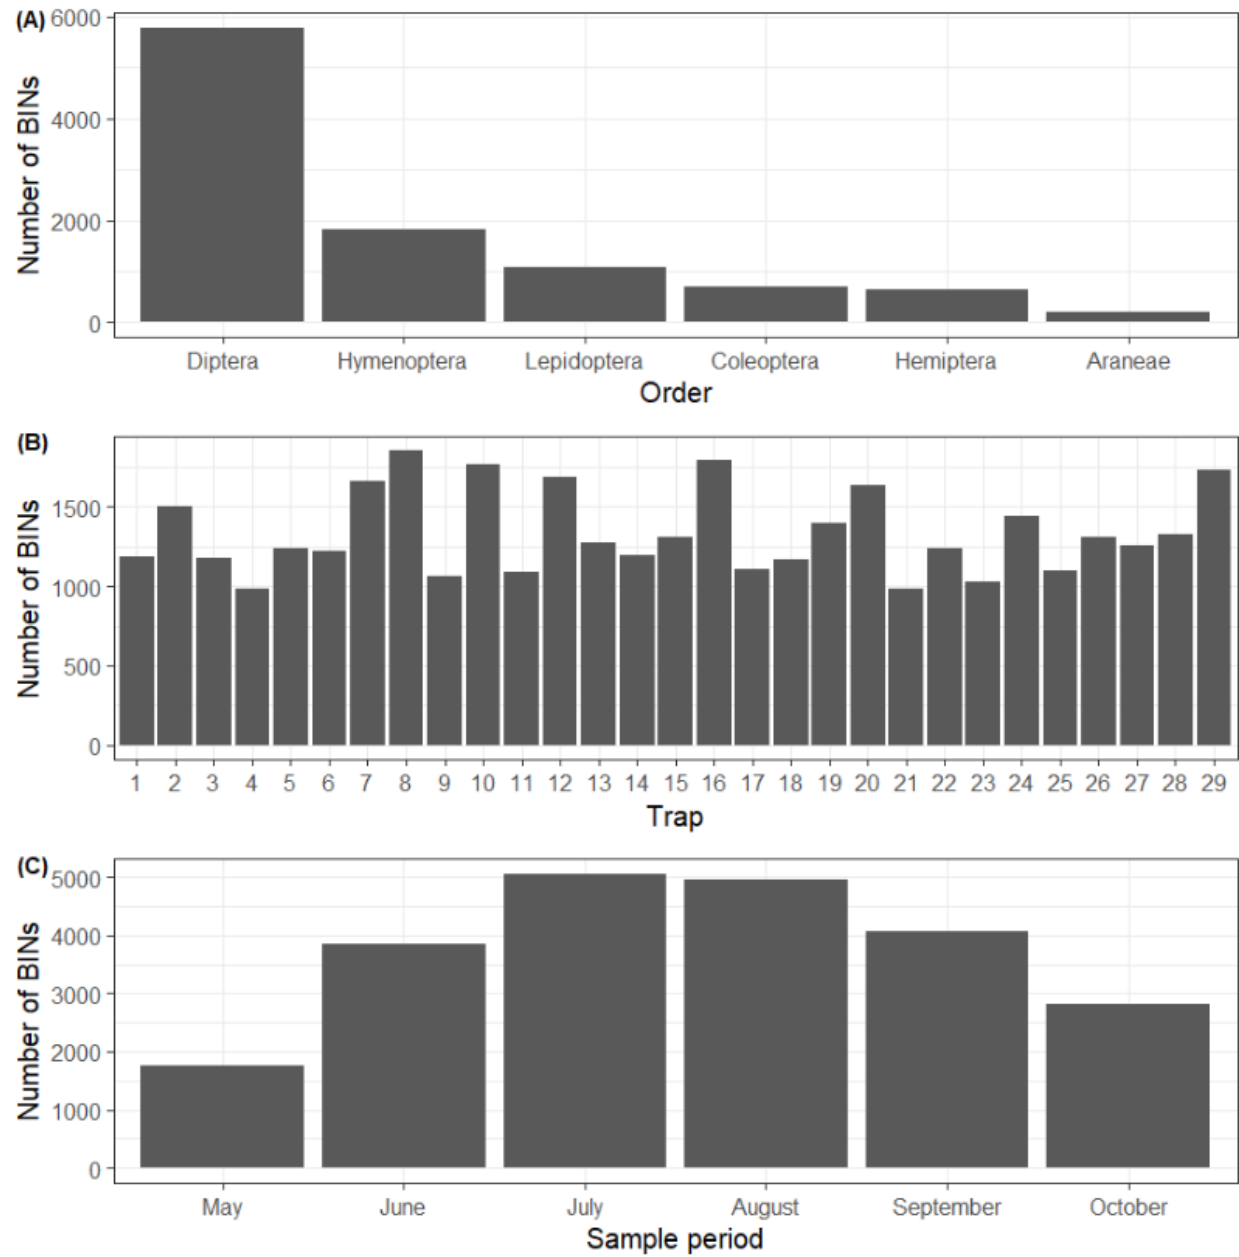 (A)
Number of BINs
6000
4000
2000
0
Diptera Hymenoptera Lepidoptera Coleoptera Hemiptera Araneae
Order
(B)
Number of BINs
1500
1000
500
0
1 2 3 4 5 6 7 8 9 10 11 12 13 14 15 16 17 18 19 20 21 22 23 24 25 26 27 28 29
Trap
(C)
Number of BINs
5000
4000
3000
2000
1000
0
May June July August September October
Sample period